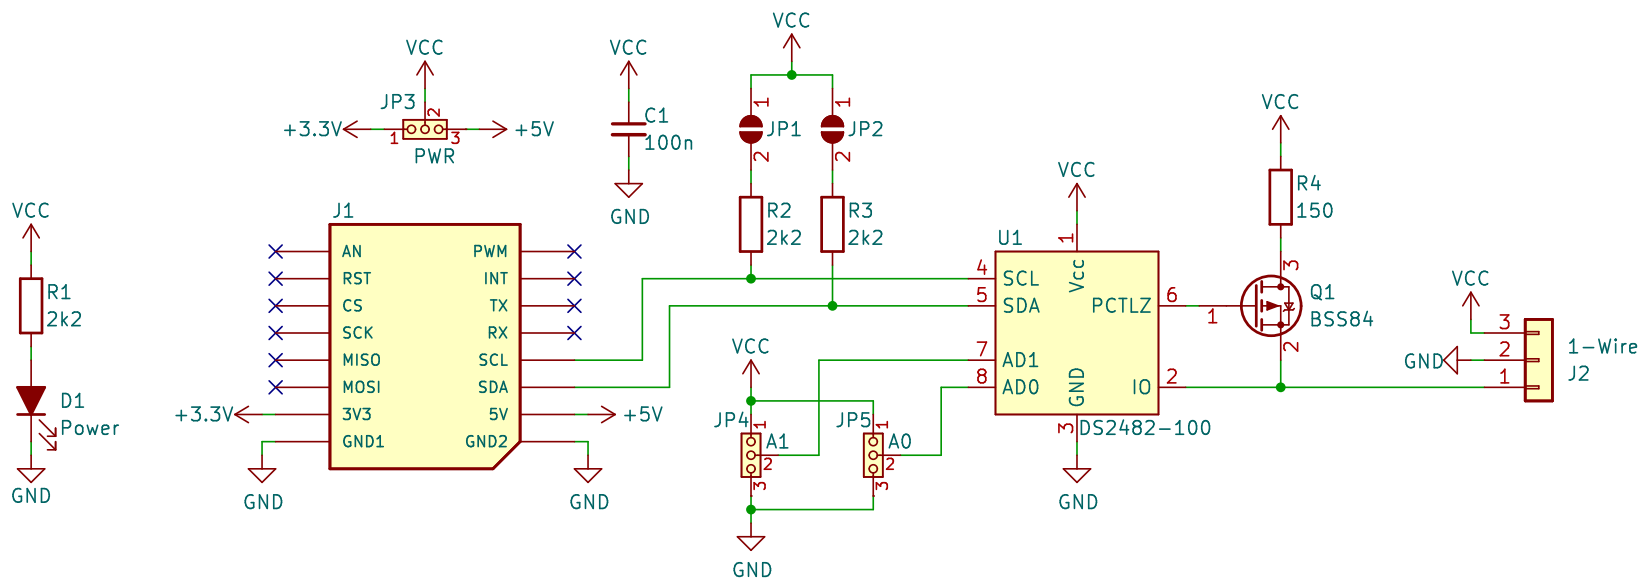 VCC
R1
2k2
D1
Power
GND
VCC
JP3
+3.3V
1
2
3
+5V
PWR
VCC
C1
100n
GND
J1
AN
RST
CS
SCK
MISO
MOSI
3V3
GND1
PWM
INT
TX
RX
SCL
SDA
5V
GND2
+3.3V
GND
+5V
GND
VCC
1
JP1
2
1
JP2
2
R2
2k2
R3
2k2
VCC
JP4
1
A1
2
3
JP5
1
A0
2
3
GND
VCC
U1
1
Vcc
4
SCL
5
SDA
7
AD1
8
AD0
PCTLZ
6
IO
2
GND
3
DS2482-100
GND
VCC
R4
150
3
Q1
BSS84
1
2
VCC
3
GND
2
1
1-Wire
J2